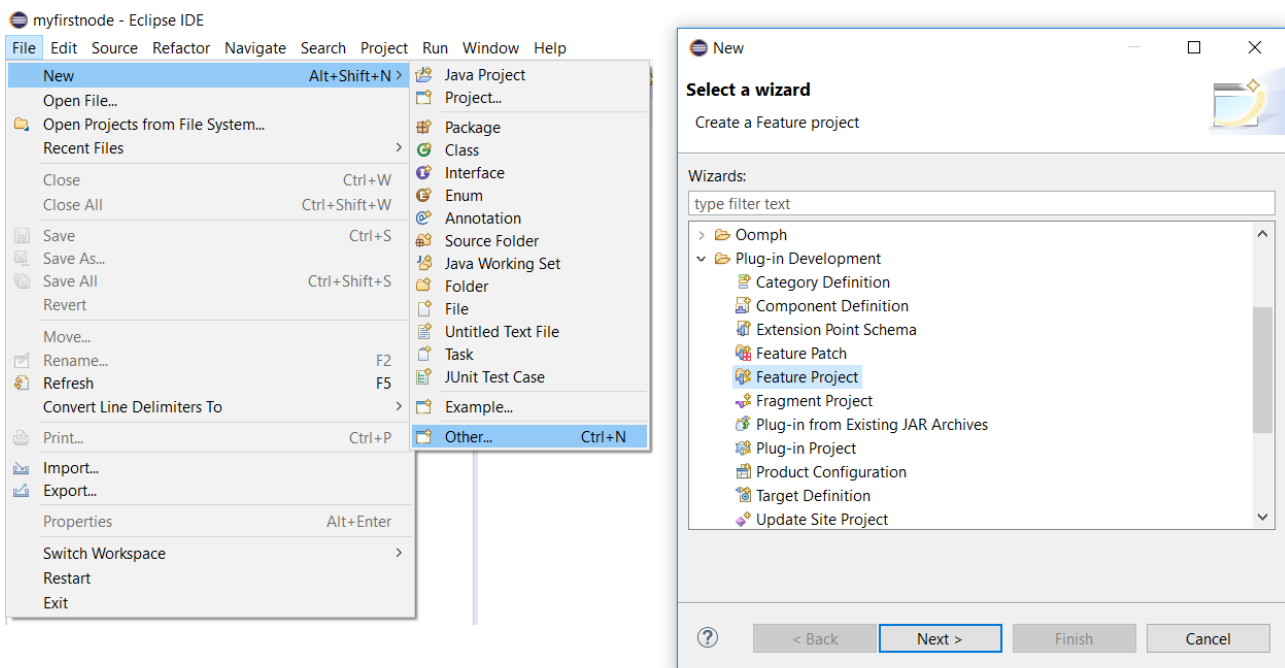 myfirstnode - Eclipse IDE
File Edit Source Refactor Navigate Search Project Run Window Help
New Alt+Shift+N >
Open File...
Open Projects from File System...
Recent Files >
Close Ctrl+W
Close All Ctrl+Shift+W
Save Ctrl+S
Save As...
Save All Ctrl+Shift+S
Revert
Move...
Rename... F2
Refresh F5
Convert Line Delimiters To >
Print... Ctrl+P
Import...
Export...
Properties Alt+Enter
Switch Workspace >
Restart
Exit
Java Project
Project...
Package
Class
Interface
Enum
Annotation
Source Folder
Java Working Set
Folder
File
Untitled Text File
Task
JUnit Test Case
Example...
Other... Ctrl+N
New
Select a wizard
Create a Feature project
Wizards:
type filter text
Oomph
Plug-in Development
Category Definition
Component Definition
Extension Point Schema
Feature Patch
Feature Project
Fragment Project
Plug-in from Existing JAR Archives
Plug-in Project
Product Configuration
Target Definition
Update Site Project
? < Back Next > Finish Cancel